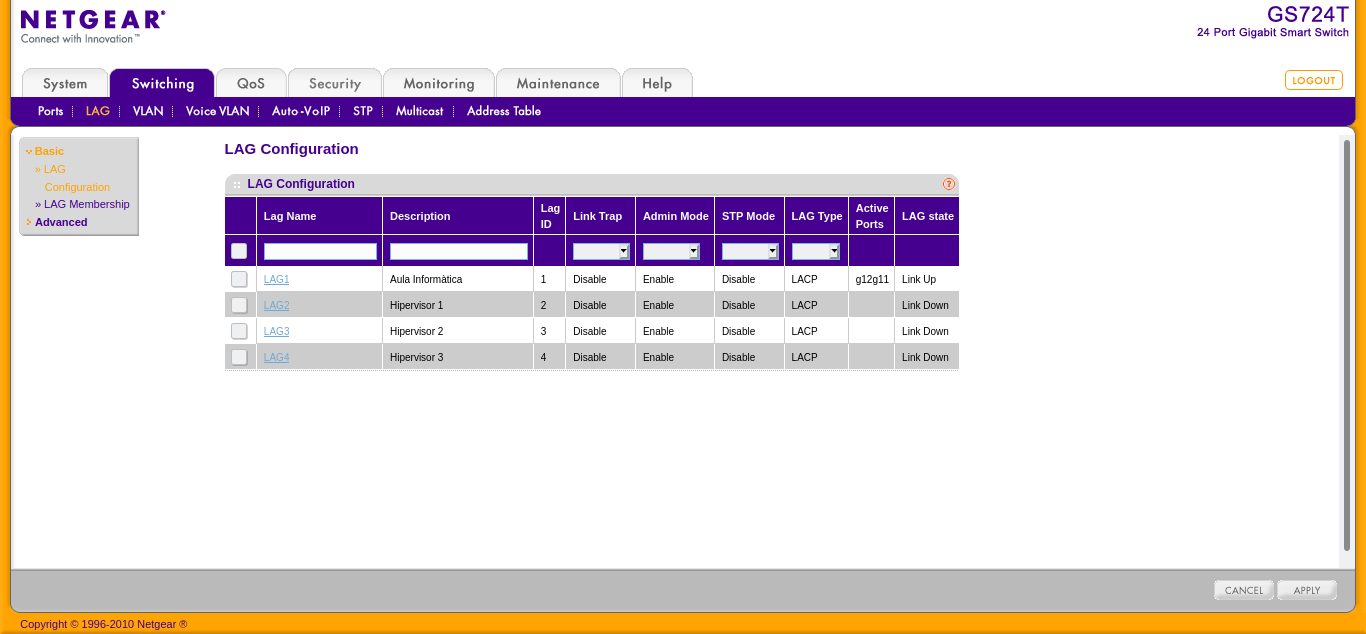 NETGEAR®
Connect with Innovation™
GS724T
24 Port Gigabit Smart Switch
System Switching QoS Security Monitoring Maintenance Help
LOGOUT
Ports LAG VLAN Voice VLAN Auto-VoIP STP Multicast Address Table
Basic
» LAG
Configuration
» LAG Membership
Advanced
LAG Configuration
LAG Configuration ?
Lag Name Description Lag ID Link Trap Admin Mode STP Mode LAG Type Active Ports LAG state
LAG1 Aula Informàtica 1 Disable Enable Disable LACP g12g11 Link Up
LAG2 Hipervisor 1 2 Disable Enable Disable LACP Link Down
LAG3 Hipervisor 2 3 Disable Enable Disable LACP Link Down
LAG4 Hipervisor 3 4 Disable Enable Disable LACP Link Down
CANCEL APPLY
Copyright © 1996-2010 Netgear ®